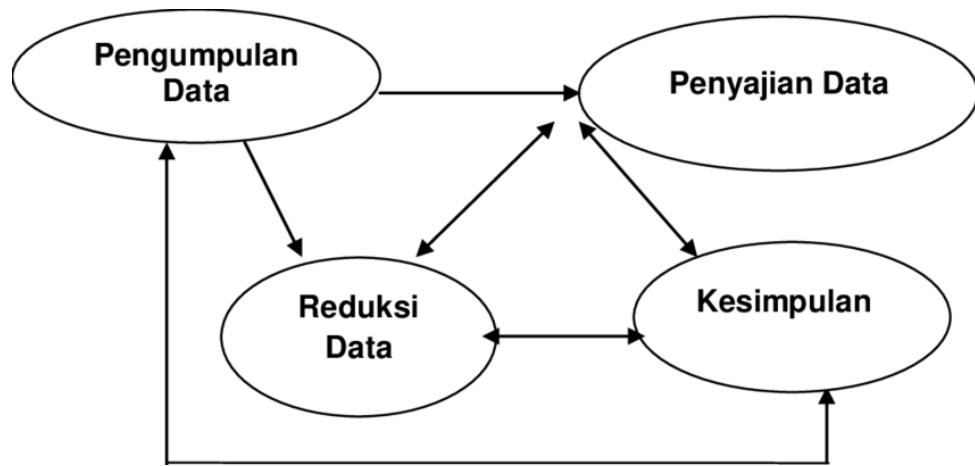 Pengumpulan
Data
Penyajian Data
Reduksi
Data
Kesimpulan